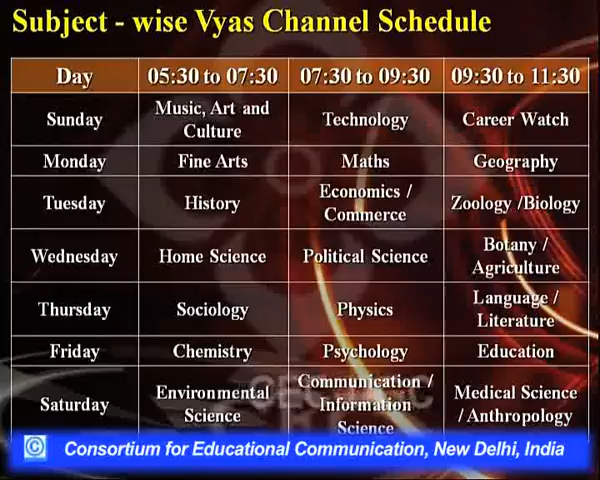 Subject - wise Vyas Channel Schedule
Day 05:30 to 07:30 07:30 to 09:30 09:30 to 11:30
Sunday Music, Art and Culture Technology Career Watch
Monday Fine Arts Maths Geography
Tuesday History Economics / Commerce Zoology /Biology
Wednesday Home Science Political Science Botany / Agriculture
Thursday Sociology Physics Language / Literature
Friday Chemistry Psychology Education
Saturday Environmental Science Communication / Information Science Medical Science / Anthropology
© Consortium for Educational Communication, New Delhi, India